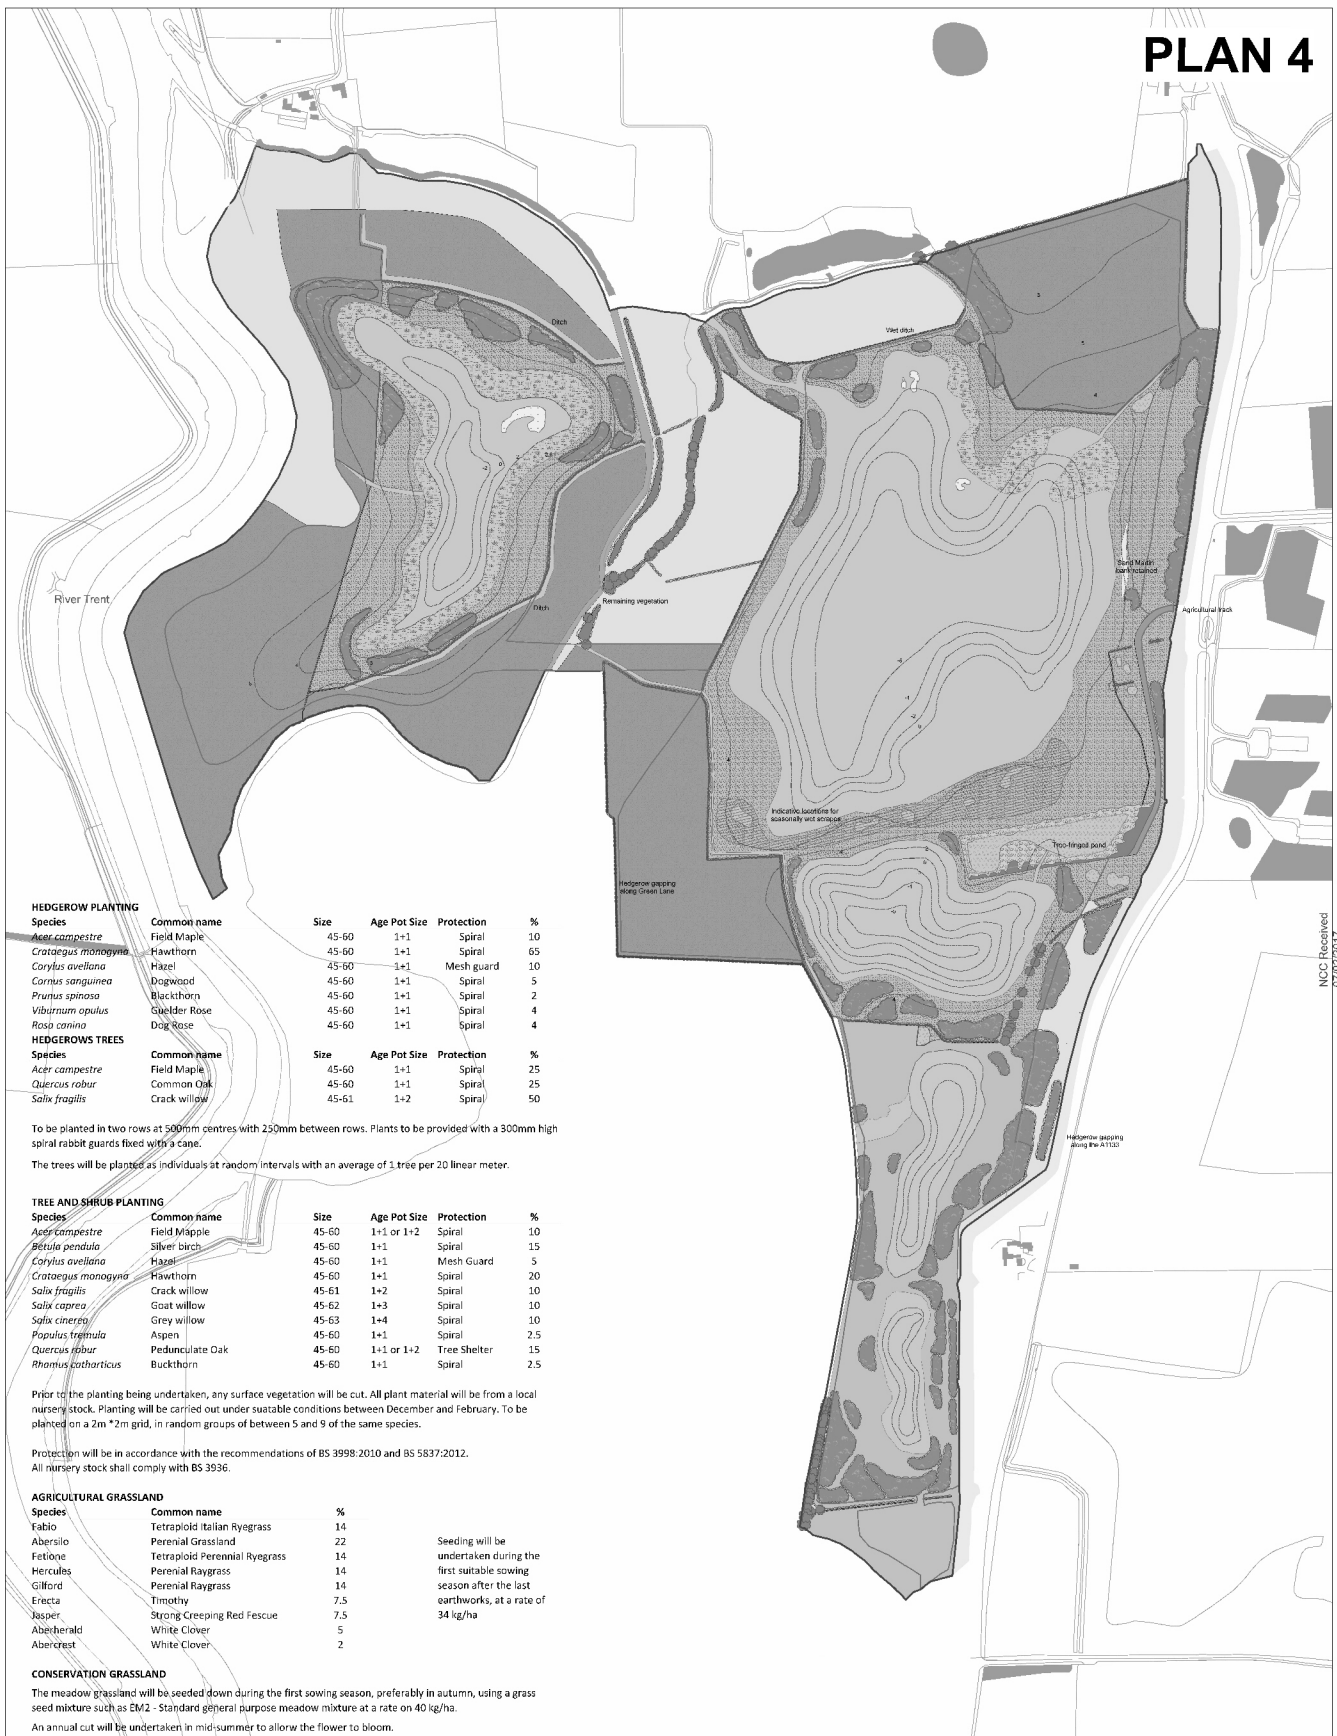 PLAN 4
Ditch
Wet ditch
3
5
4
-2
0
2
2.5
Sand Martin
bank retained
River Trent
Remaining vegetation
Ditch
Agricultural track
-2
-1
-2
0
4
Indicative locations for
seasonally wet scrapes
Tree-fringed pond
Hedgerow gapping
along Green Lane
NCC Received
07/02/2017
Hedgerow gapping
along the A1133
HEDGEROW PLANTING
Species Common name Size Age Pot Size Protection %
Acer campestre Field Maple 45-60 1+1 Spiral 10
Crataegus monogyna Hawthorn 45-60 1+1 Spiral 65
Corylus avellana Hazel 45-60 1+1 Mesh guard 10
Cornus sanguinea Dogwood 45-60 1+1 Spiral 5
Prunus spinosa Blackthorn 45-60 1+1 Spiral 2
Viburnum opulus Guelder Rose 45-60 1+1 Spiral 4
Rosa canina Dog Rose 45-60 1+1 Spiral 4
HEDGEROWS TREES
Species Common name Size Age Pot Size Protection %
Acer campestre Field Maple 45-60 1+1 Spiral 25
Quercus robur Common Oak 45-60 1+1 Spiral 25
Salix fragilis Crack willow 45-61 1+2 Spiral 50
To be planted in two rows at 500mm centres with 250mm between rows. Plants to be provided with a 300mm high
spiral rabbit guards fixed with a cane.
The trees will be planted as individuals at random intervals with an average of 1 tree per 20 linear meter.
TREE AND SHRUB PLANTING
Species Common name Size Age Pot Size Protection %
Acer campestre Field Mapple 45-60 1+1 or 1+2 Spiral 10
Betula pendula Silver birch 45-60 1+1 Spiral 15
Corylus avellana Hazel 45-60 1+1 Mesh Guard 5
Crataegus monogyna Hawthorn 45-60 1+1 Spiral 20
Salix fragilis Crack willow 45-61 1+2 Spiral 10
Salix caprea Goat willow 45-62 1+3 Spiral 10
Salix cinerea Grey willow 45-63 1+4 Spiral 10
Populus tremula Aspen 45-60 1+1 Spiral 2.5
Quercus robur Pedunculate Oak 45-60 1+1 or 1+2 Tree Shelter 15
Rhamus catharticus Buckthorn 45-60 1+1 Spiral 2.5
Prior to the planting being undertaken, any surface vegetation will be cut. All plant material will be from a local
nursery stock. Planting will be carried out under suatable conditions between December and February. To be
planted on a 2m *2m grid, in random groups of between 5 and 9 of the same species.
Protection will be in accordance with the recommendations of BS 3998:2010 and BS 5837:2012.
All nursery stock shall comply with BS 3936.
AGRICULTURAL GRASSLAND
Species Common name %
Fabio Tetraploid Italian Ryegrass 14
Abersilo Perenial Grassland 22
Fetione Tetraploid Perennial Ryegrass 14
Hercules Perenial Raygrass 14
Gilford Perenial Raygrass 14
Erecta Timothy 7.5
Jasper Strong Creeping Red Fescue 7.5
Aberherald White Clover 5
Abercrest White Clover 2
Seeding will be
undertaken during the
first suitable sowing
season after the last
earthworks, at a rate of
34 kg/ha
CONSERVATION GRASSLAND
The meadow grassland will be seeded down during the first sowing season, preferably in autumn, using a grass
seed mixture such as EM2 - Standard general purpose meadow mixture at a rate on 40 kg/ha.
An annual cut will be undertaken in mid-summer to allorw the flower to bloom.